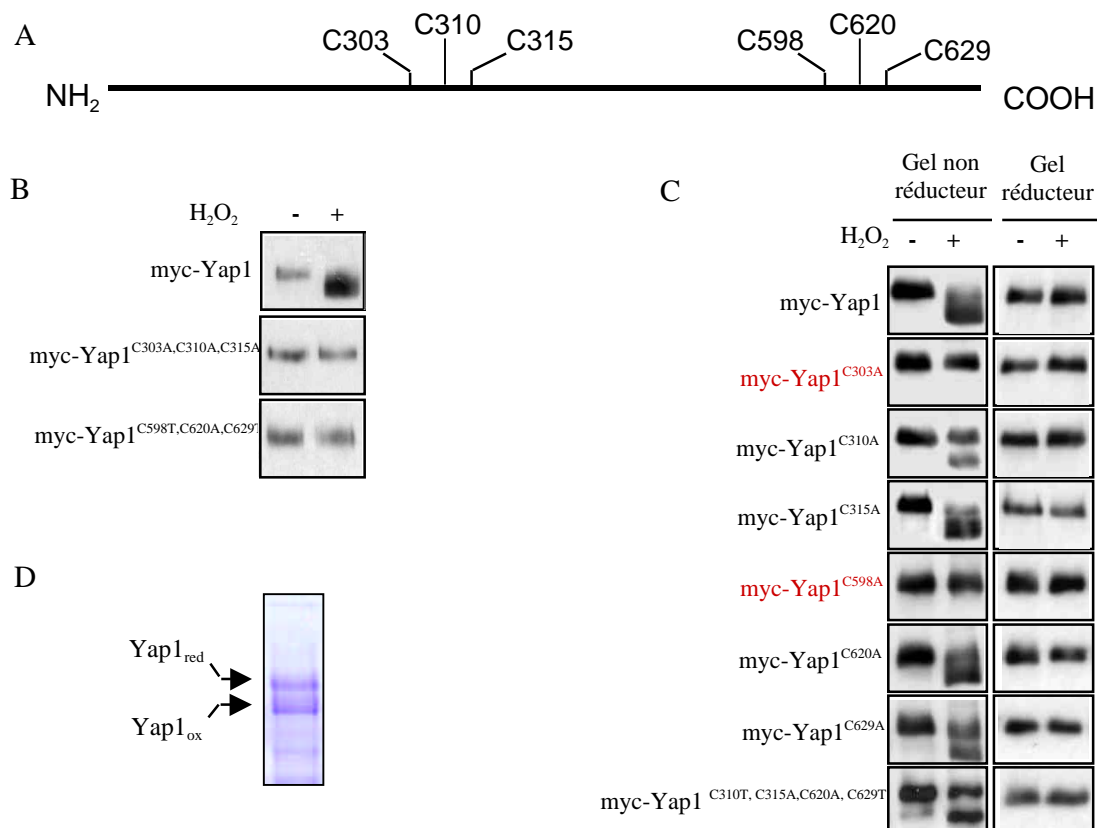 A
C303
C310
C315
C598
C620
C629
NH2
COOH
B
H2O2
- +
myc-Yap1
myc-Yap1C303A,C310A,C315A
myc-Yap1C598T,C620A,C629T
C
Gel non
réducteur
Gel
réducteur
H2O2
- + - +
myc-Yap1
myc-Yap1C303A
myc-Yap1C310A
myc-Yap1C315A
myc-Yap1C598A
myc-Yap1C620A
myc-Yap1C629A
myc-Yap1 C310T, C315A,C620A, C629T
D
Yap1red
Yap1ox